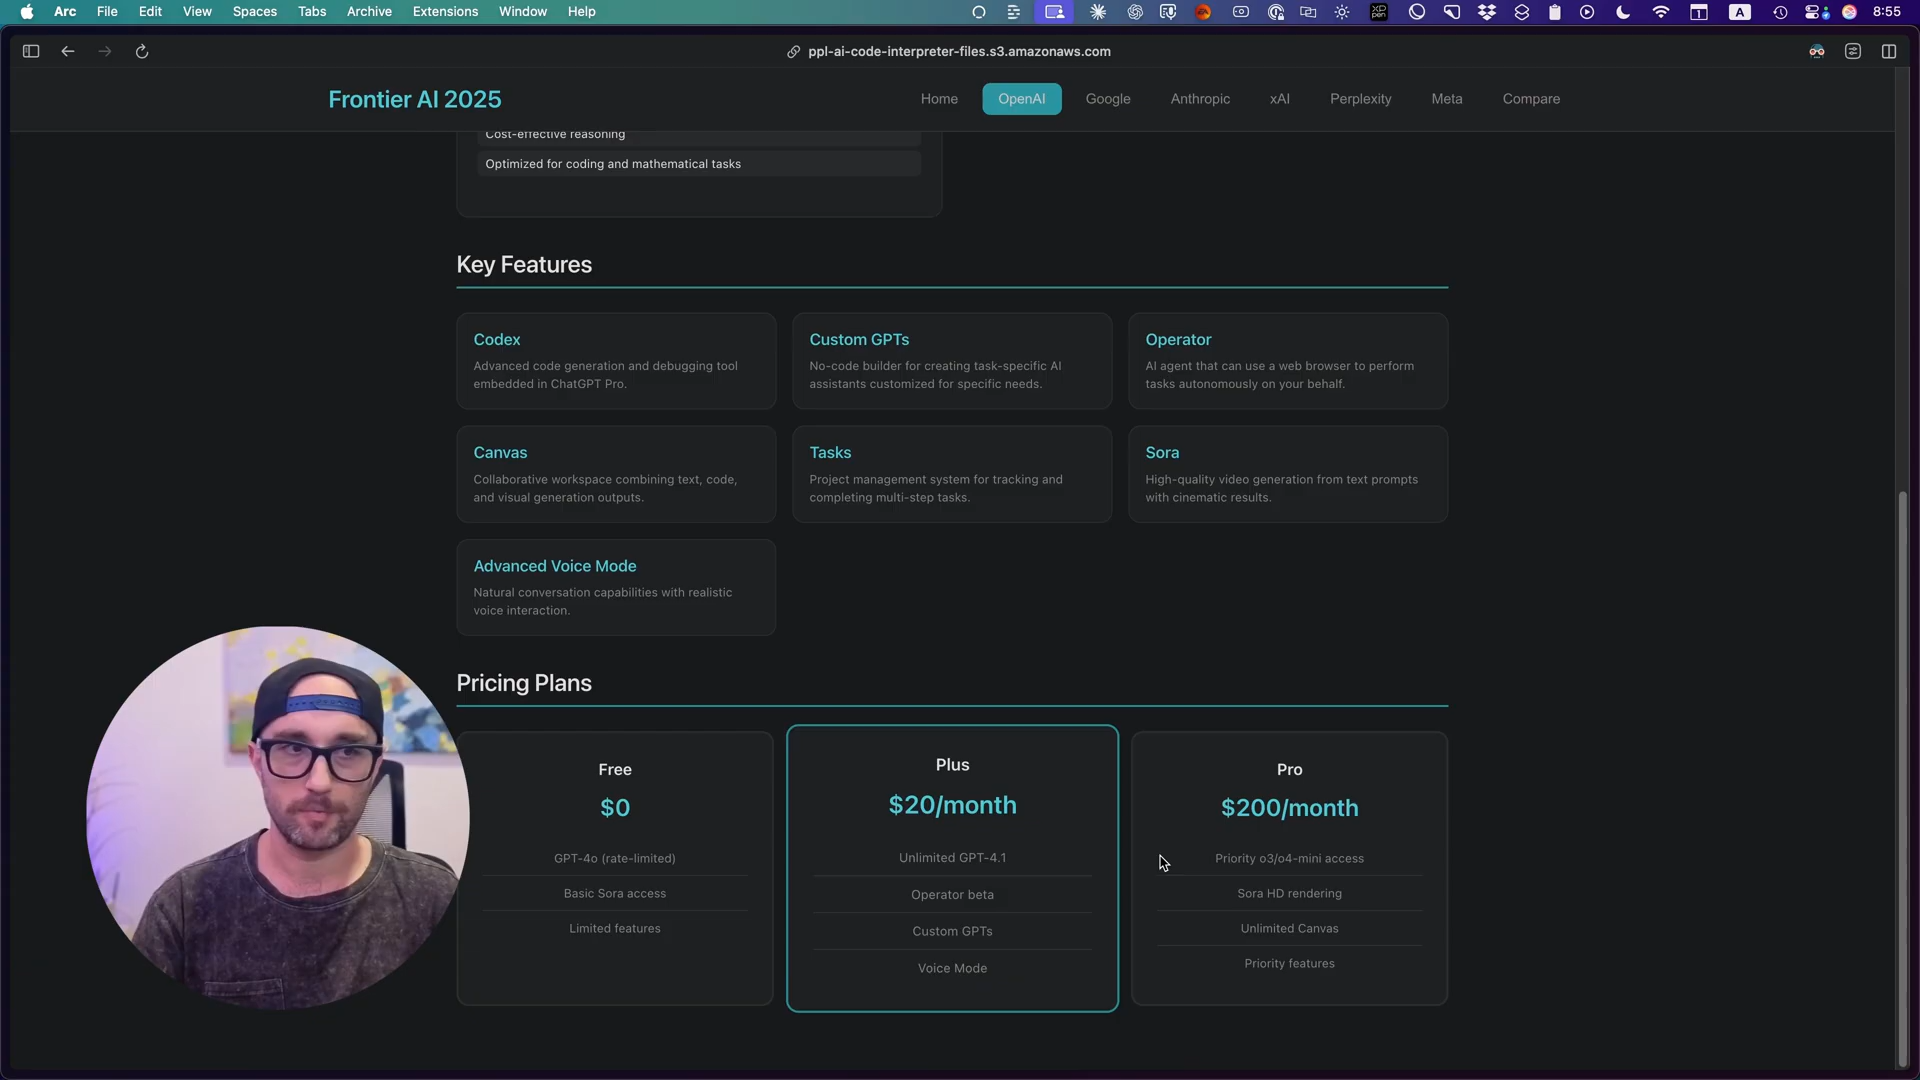 Arc File Edit View Spaces Tabs Archive Extensions Window Help
XP PEN 1 A 8:55
ppl-ai-code-interpreter-files.s3.amazonaws.com
Frontier AI 2025
Home OpenAI Google Anthropic xAI Perplexity Meta Compare
Cost-effective reasoning
Optimized for coding and mathematical tasks
Key Features
Codex
Advanced code generation and debugging tool
embedded in ChatGPT Pro.
Custom GPTs
No-code builder for creating task-specific AI
assistants customized for specific needs.
Operator
AI agent that can use a web browser to perform
tasks autonomously on your behalf.
Canvas
Collaborative workspace combining text, code,
and visual generation outputs.
Tasks
Project management system for tracking and
completing multi-step tasks.
Sora
High-quality video generation from text prompts
with cinematic results.
Advanced Voice Mode
Natural conversation capabilities with realistic
voice interaction.
Pricing Plans
Free
$0
GPT-4o (rate-limited)
Basic Sora access
Limited features
Plus
$20/month
Unlimited GPT-4.1
Operator beta
Custom GPTs
Voice Mode
Pro
$200/month
Priority o3/o4-mini access
Sora HD rendering
Unlimited Canvas
Priority features